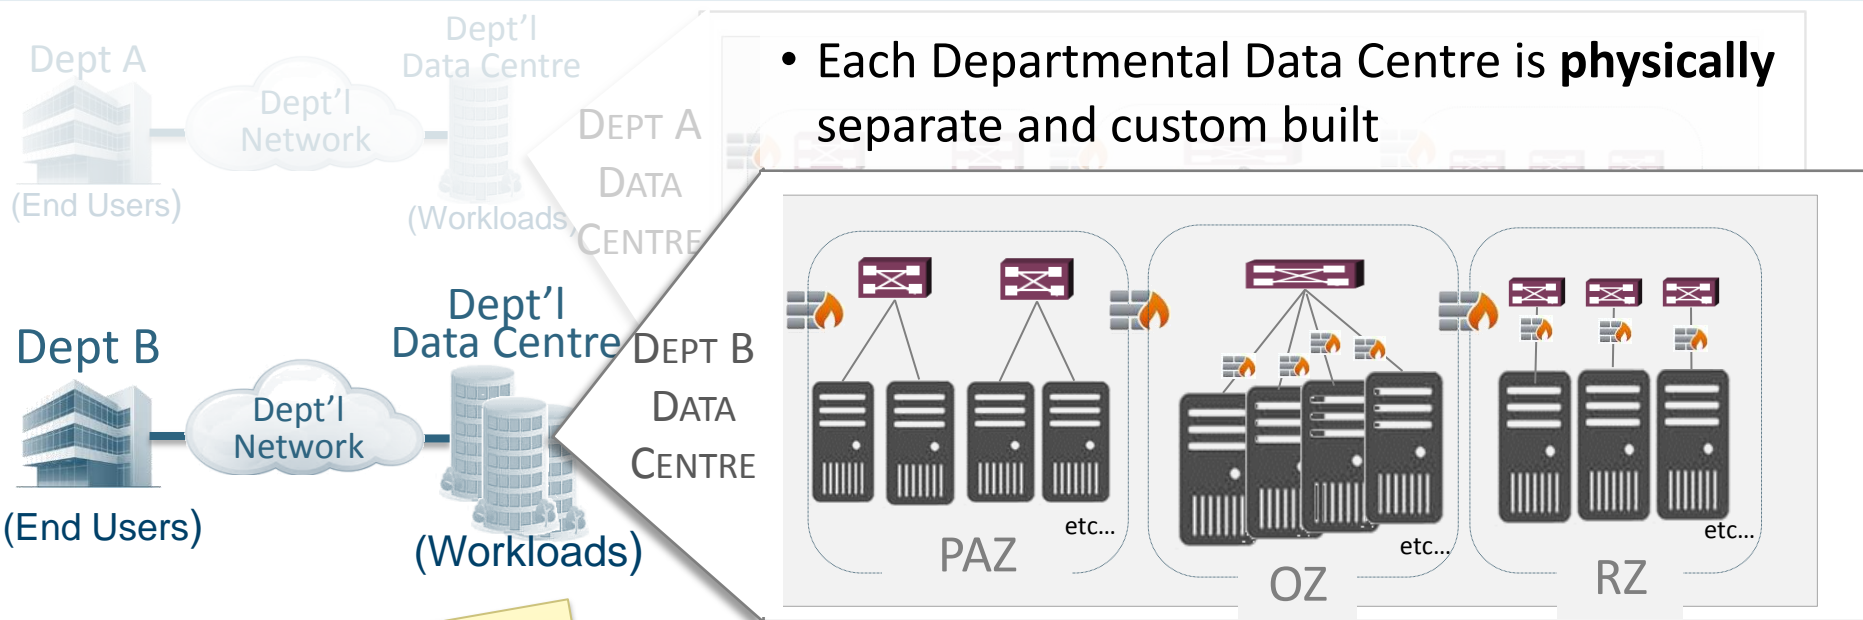 Dept A
(End Users)
Dept'l
Network
Dept'l
Data Centre
(Workloads)
DEPT A
DATA
CENTRE
• Each Departmental Data Centre is physically
separate and custom built
Dept B
(End Users)
Dept'l
Network
Dept'l
Data Centre
(Workloads)
DEPT B
DATA
CENTRE
etc...
PAZ
etc...
OZ
etc...
RZ